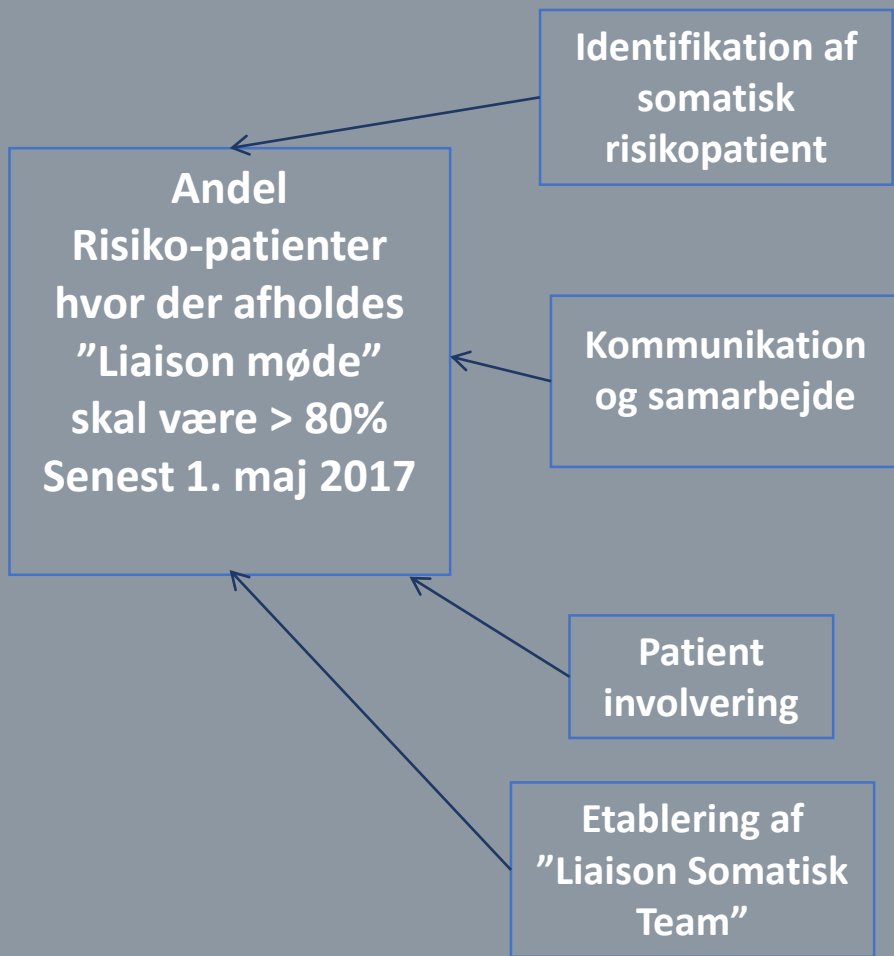 Identifikation af
somatisk
risikopatient
Andel
Risiko-patienter
hvor der afholdes
”Liaison møde”
skal være > 80%
Senest 1. maj 2017
Kommunikation
og samarbejde
Patient
involvering
Etablering af
”Liaison Somatisk
Team”